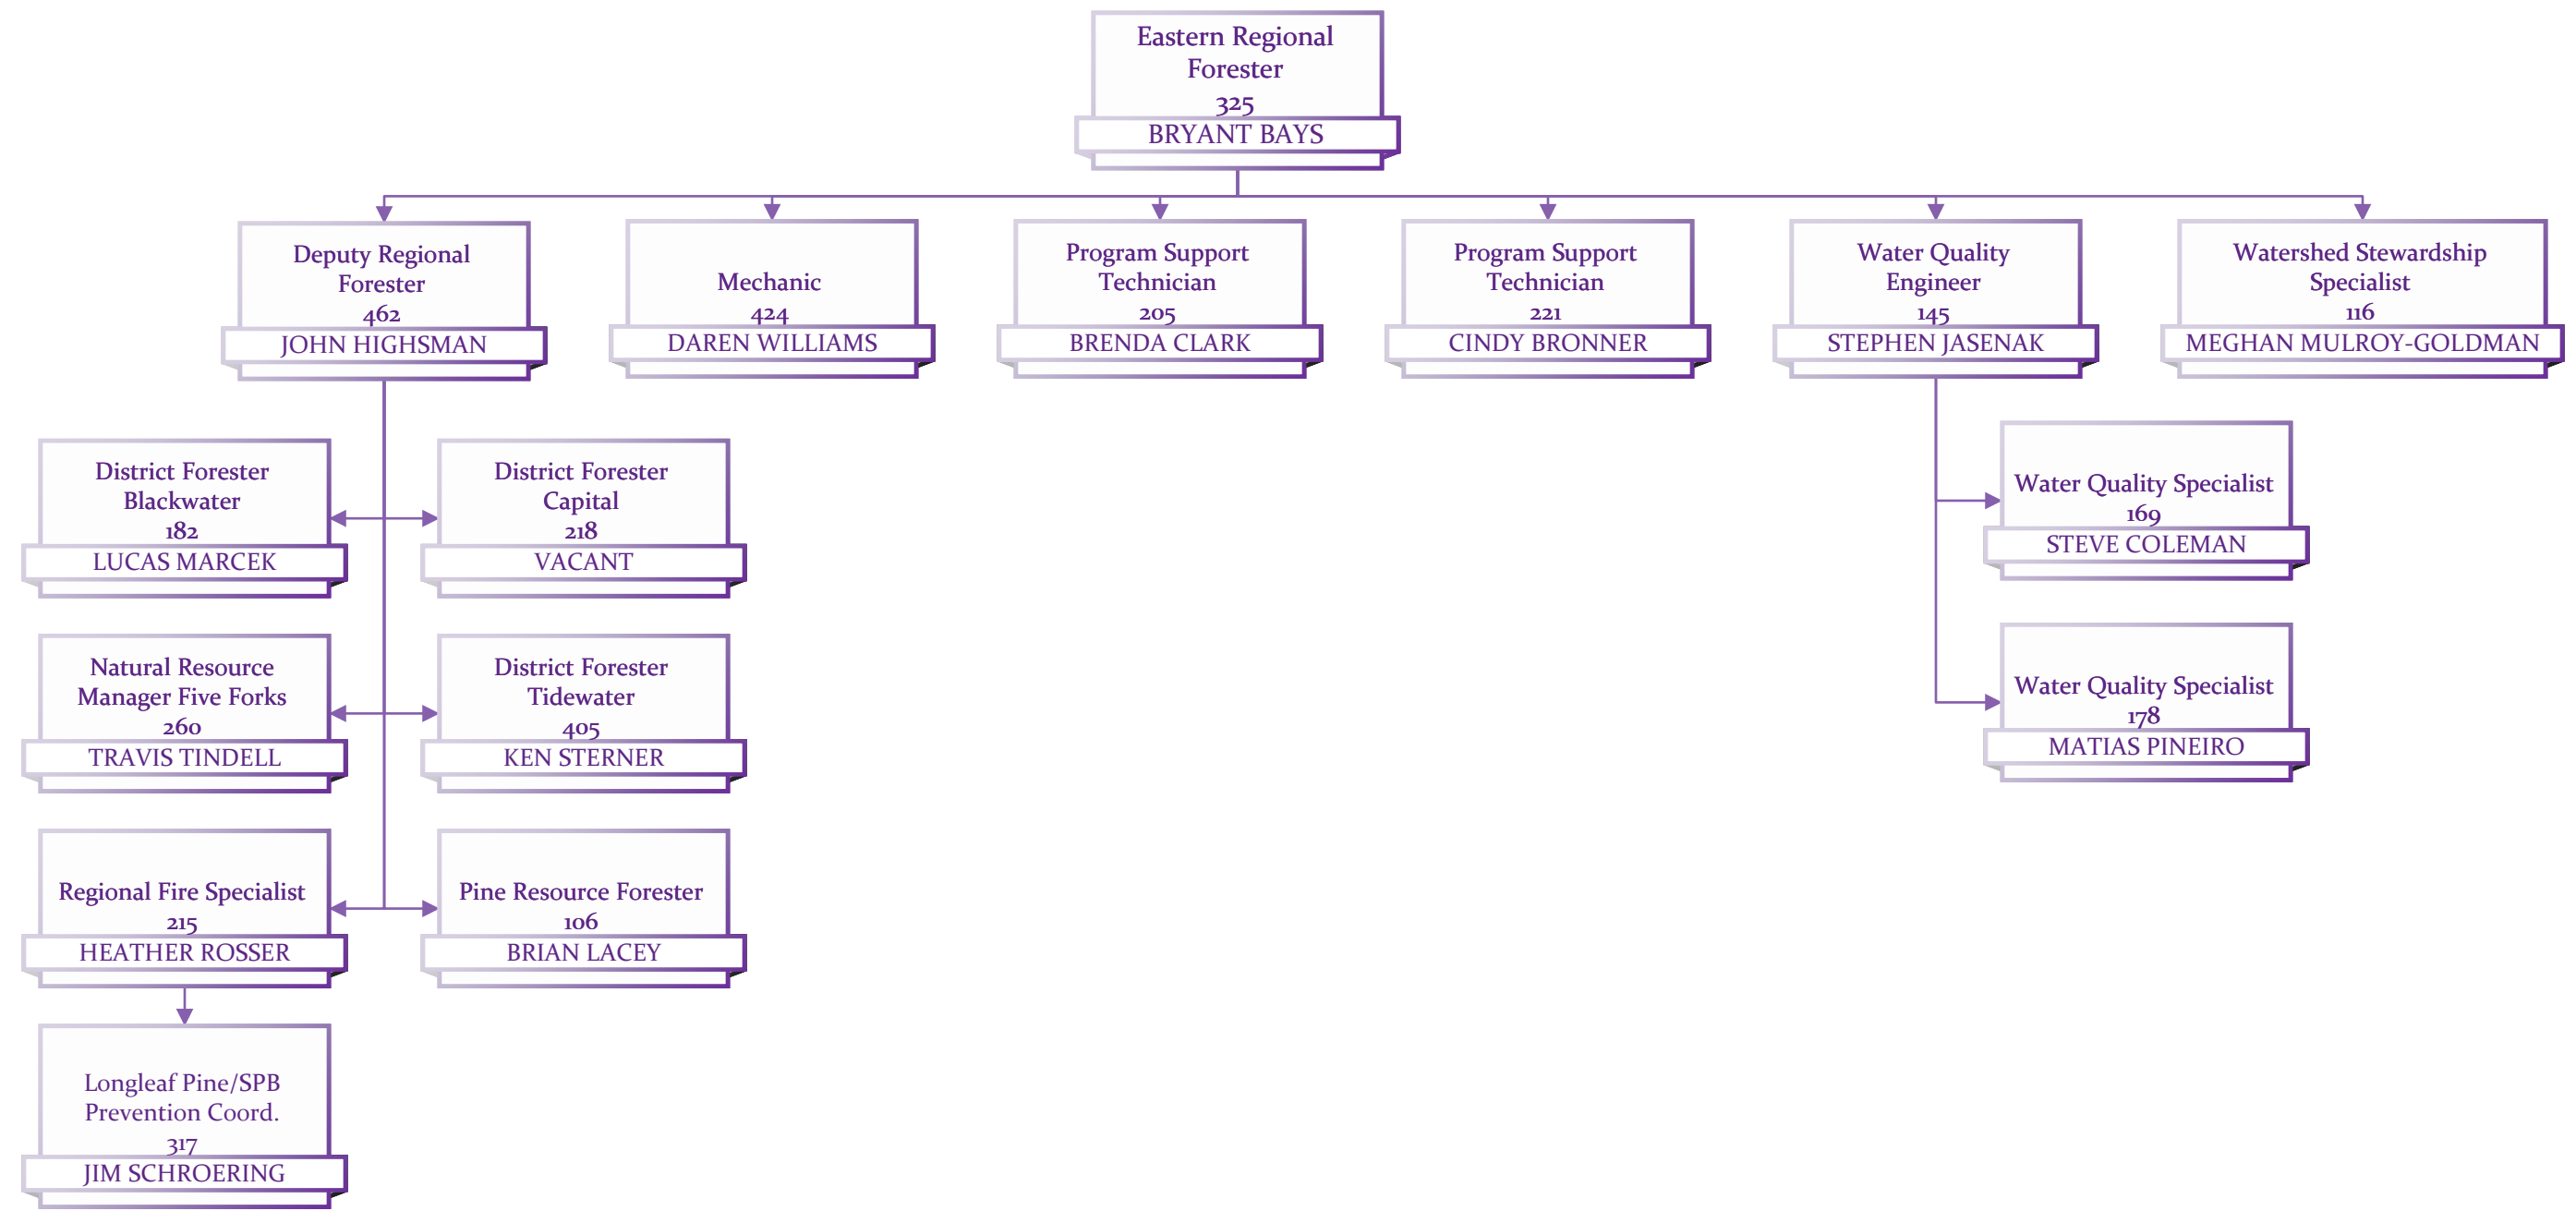 Eastern Regional
Forester
325
BRYANT BAYS
Deputy Regional
Forester
462
JOHN HIGHSMAN
Mechanic
424
DAREN WILLIAMS
Program Support
Technician
205
BRENDA CLARK
Program Support
Technician
221
CINDY BRONNER
Water Quality
Engineer
145
STEPHEN JASENAK
Watershed Stewardship
Specialist
116
MEGHAN MULROY-GOLDMAN
District Forester
Blackwater
182
LUCAS MARCEK
District Forester
Capital
218
VACANT
Water Quality Specialist
169
STEVE COLEMAN
Natural Resource
Manager Five Forks
260
TRAVIS TINDELL
District Forester
Tidewater
405
KEN STERNER
Water Quality Specialist
178
MATIAS PINEIRO
Regional Fire Specialist
215
HEATHER ROSSER
Pine Resource Forester
106
BRIAN LACEY
Longleaf Pine/SPB
Prevention Coord.
317
JIM SCHROERING